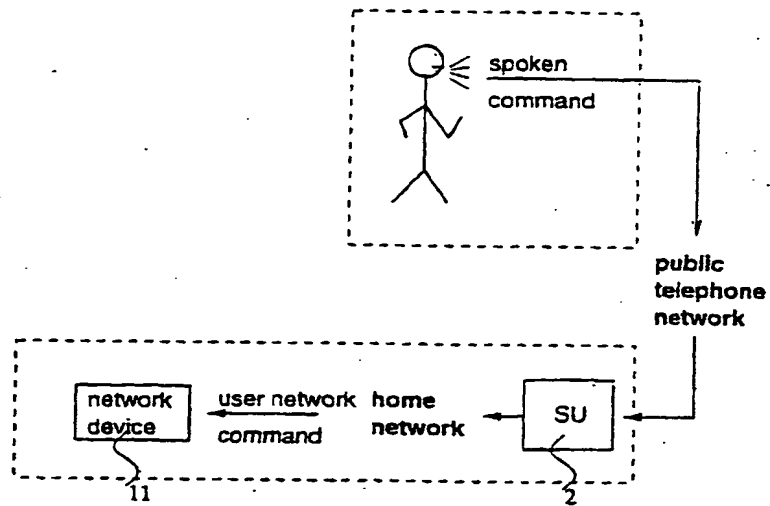 spoken
command
public
telephone
network
network
device
user network
command
home
network
SU
11
2